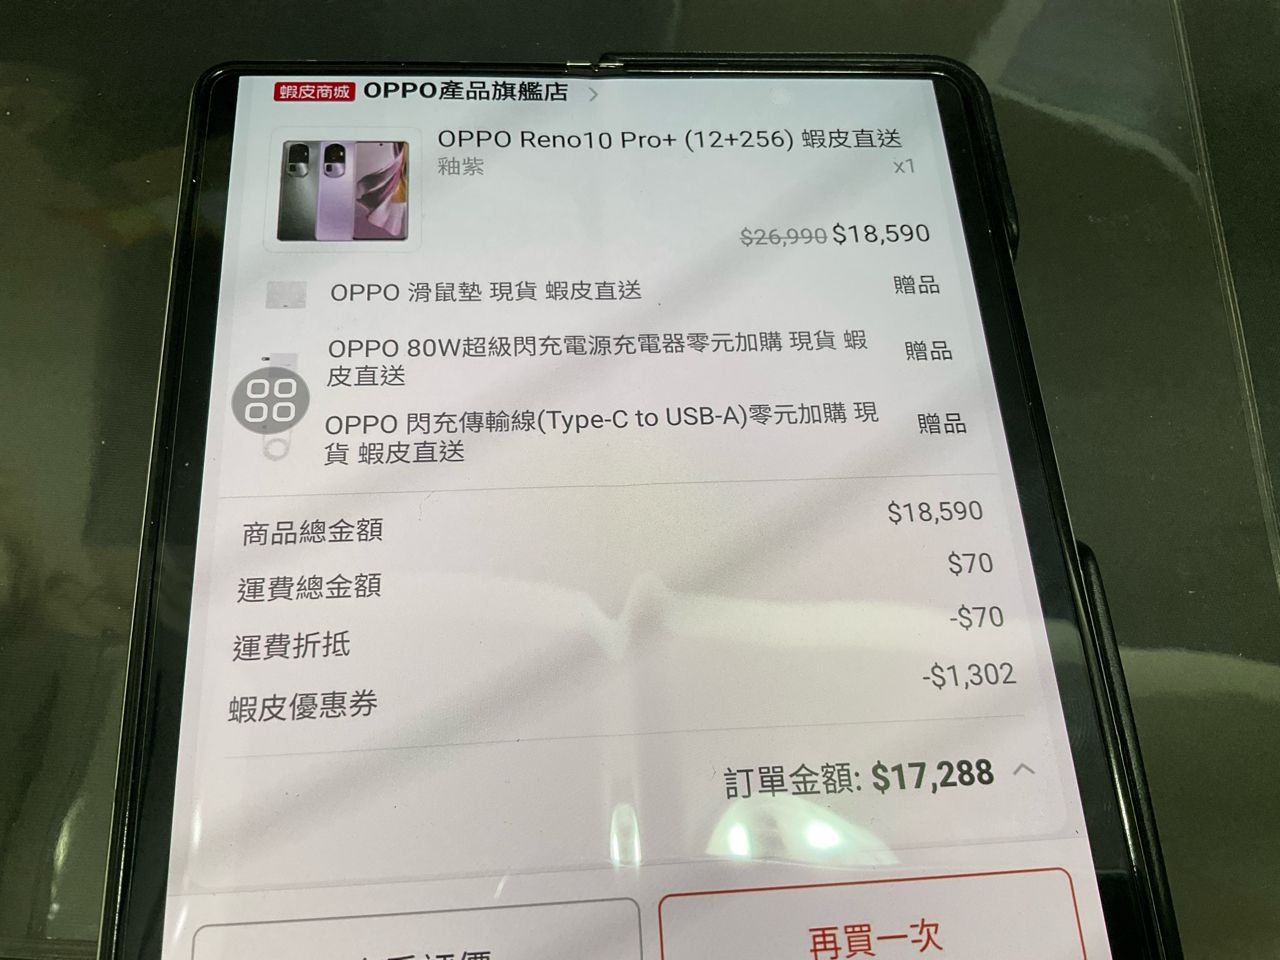 蝦皮商城 OPPO產品旗艦店
OPPO Reno10 Pro+ (12+256) 蝦皮直送
釉紫 x1
$26,990 $18,590
OPPO 滑鼠墊 現貨 蝦皮直送 贈品
OPPO 80W超級閃充電源充電器零元加購 現貨 蝦 贈品
皮直送
OPPO 閃充傳輸線(Type-C to USB-A)零元加購 現 贈品
貨 蝦皮直送
商品總金額 $18,590
運費總金額 $70
運費折抵 -$70
蝦皮優惠券 -$1,302
訂單金額: $17,288
再買一次